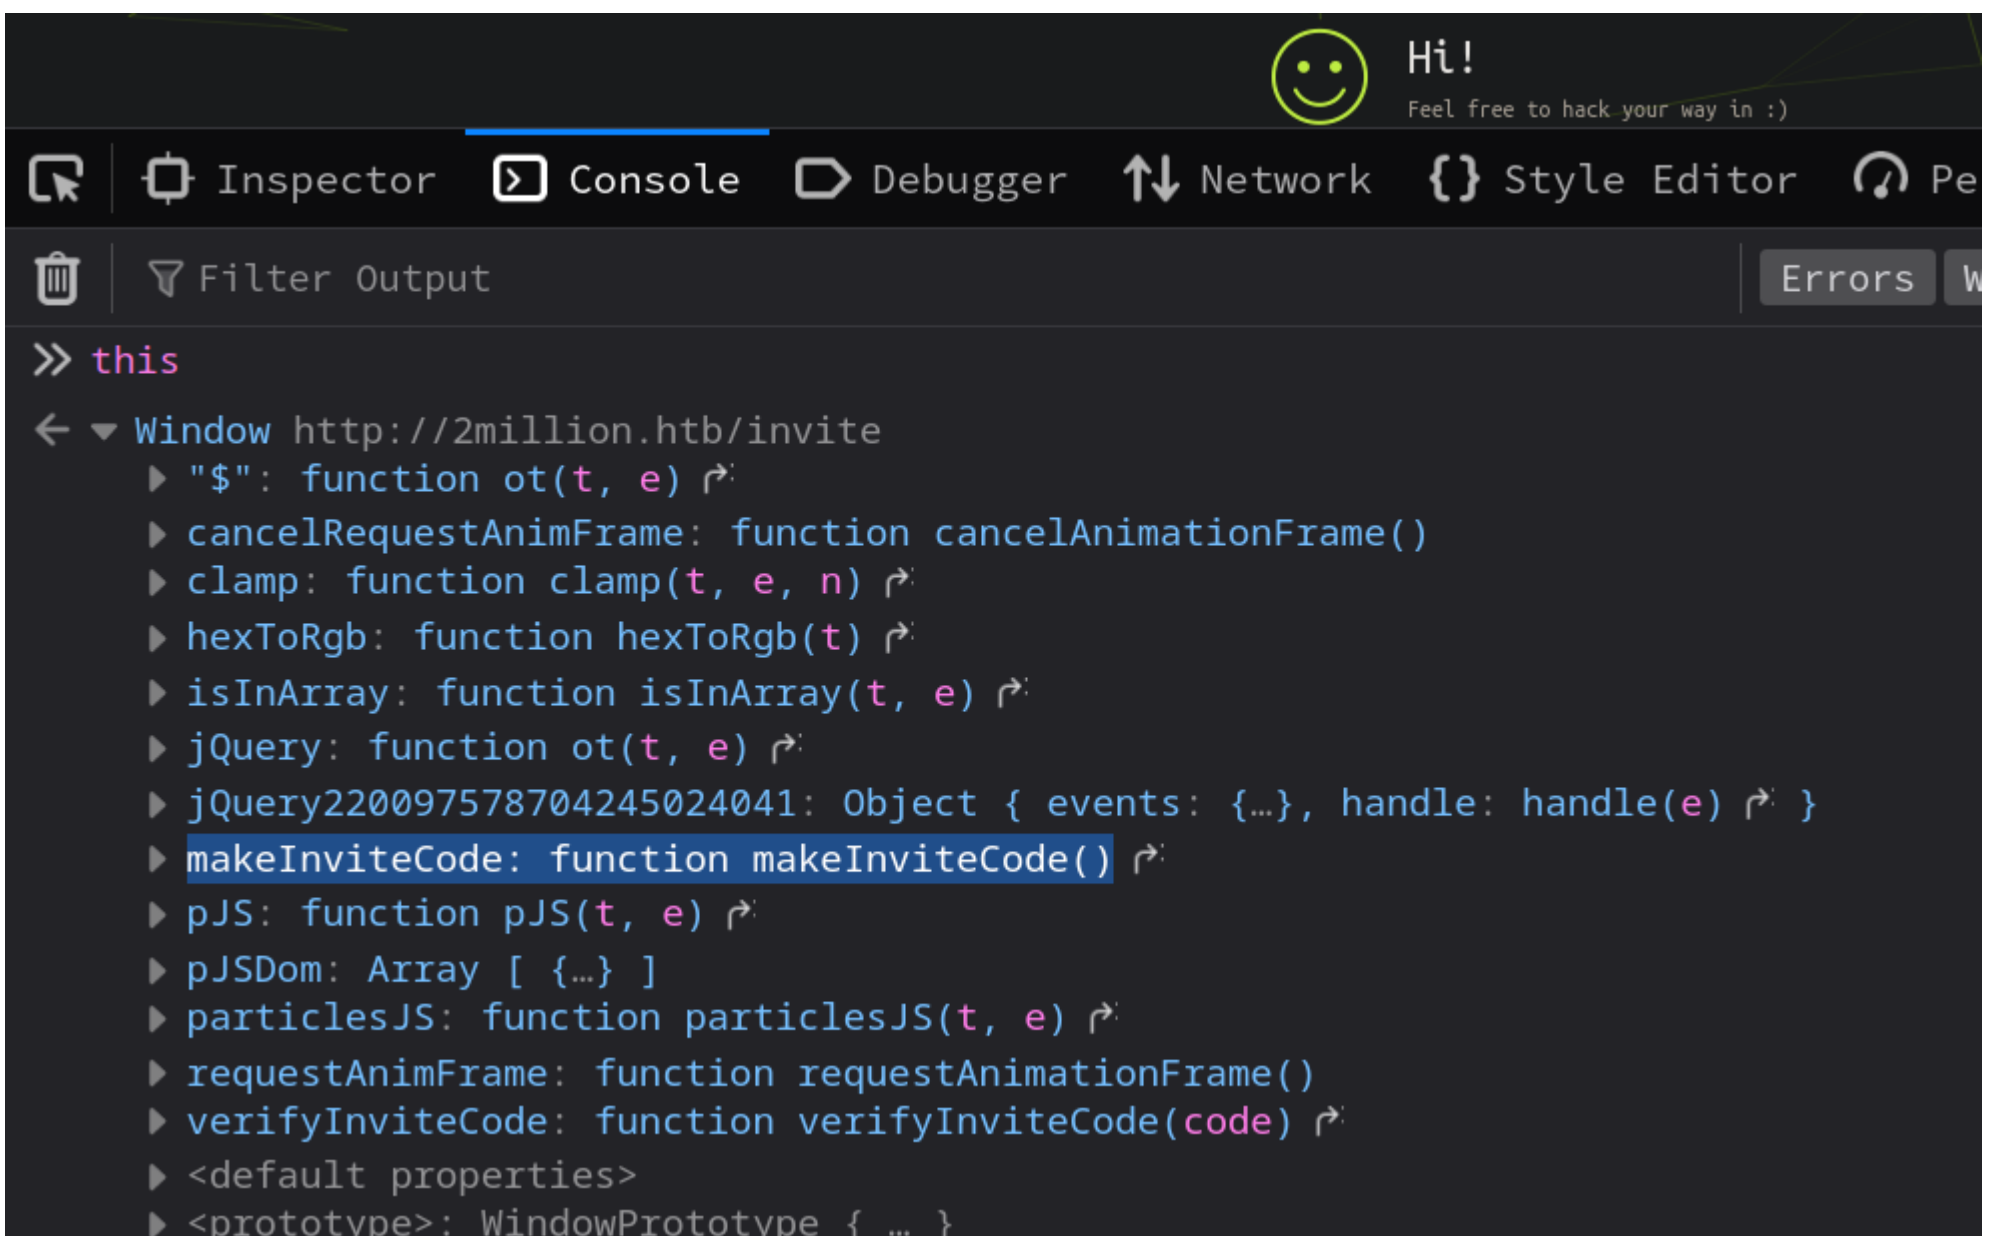 Hi!
Feel free to hack your way in :)
Inspector Console Debugger Network Style Editor Pe
Filter Output Errors W
>> this
Window http://2million.htb/invite
"$": function ot(t, e)
cancelRequestAnimFrame: function cancelAnimationFrame()
clamp: function clamp(t, e, n)
hexToRgb: function hexToRgb(t)
isInArray: function isInArray(t, e)
jQuery: function ot(t, e)
jQuery220097578704245024041: Object { events: {…}, handle: handle(e) }
makeInviteCode: function makeInviteCode()
pJS: function pJS(t, e)
pJSDom: Array [ {…} ]
particlesJS: function particlesJS(t, e)
requestAnimFrame: function requestAnimationFrame()
verifyInviteCode: function verifyInviteCode(code)
<default properties>
<prototype>: WindowPrototype { … }